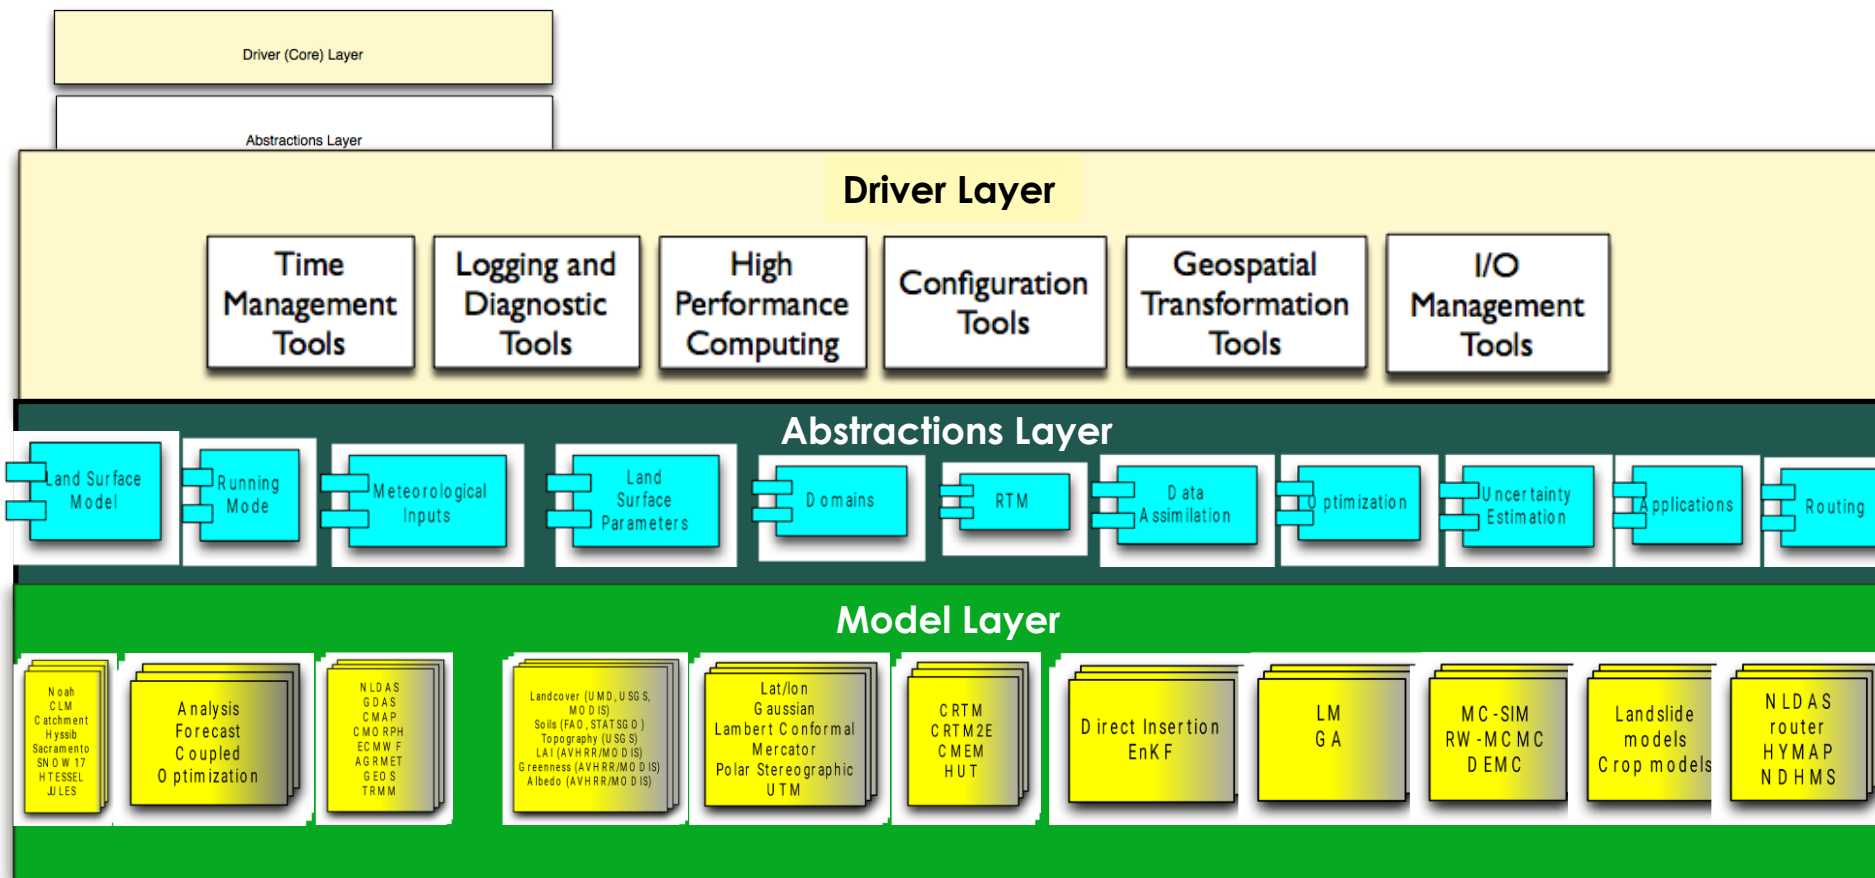 Driver (Core) Layer
Abstractions Layer
Driver Layer
Time
Management
Tools
Logging and
Diagnostic
Tools
High
Performance
Computing
Configuration
Tools
Geospatial
Transformation
Tools
I/O
Management
Tools
Abstractions Layer
Land Surface
Model
Running
Mode
Meteorological
Inputs
Land
Surface
Parameters
Domains
RTM
Data
Assimilation
Optimization
Uncertainty
Estimation
Applications
Routing
Model Layer
Noah
CLM
Catchment
Hyssib
Sacramento
SNOW17
HTESSEL
JULES
Analysis
Forecast
Coupled
Optimization
NLDAS
GDAS
CMAP
CMORPH
ECMWF
AGRMET
GEOS
TRMM
Landcover (UMD, USGS,
MODIS)
Soils (FAO, STATSGO)
Topography (USGS)
LAI (AVHRR/MODIS)
Greenness (AVHRR/MODIS)
Albedo (AVHRR/MODIS)
Lat/lon
Gaussian
Lambert Conformal
Mercator
Polar Stereographic
UTM
CRTM
CRTM2E
CMEM
HUT
Direct Insertion
EnKF
LM
GA
MC-SIM
RW-MCMC
DEMC
Landslide
models
Crop models
NLDAS
router
HYMAP
NDHMS